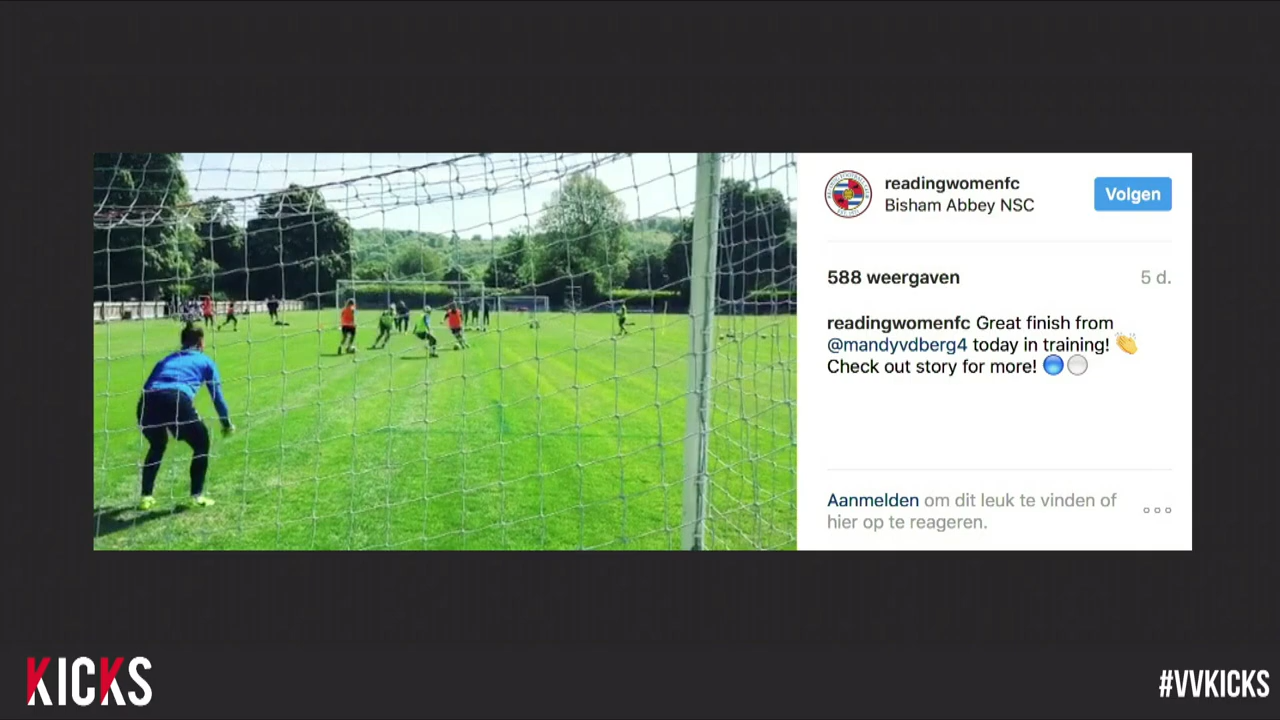 readingwomenfc
Bisham Abbey NSC
Volgen
588 weergaven
5 d.
readingwomenfc Great finish from
@mandyvdberg4 today in training! 👏
Check out story for more! 🔵⚪
Aanmelden om dit leuk te vinden of
hier op te reageren.
KICKS
#VVKICKS